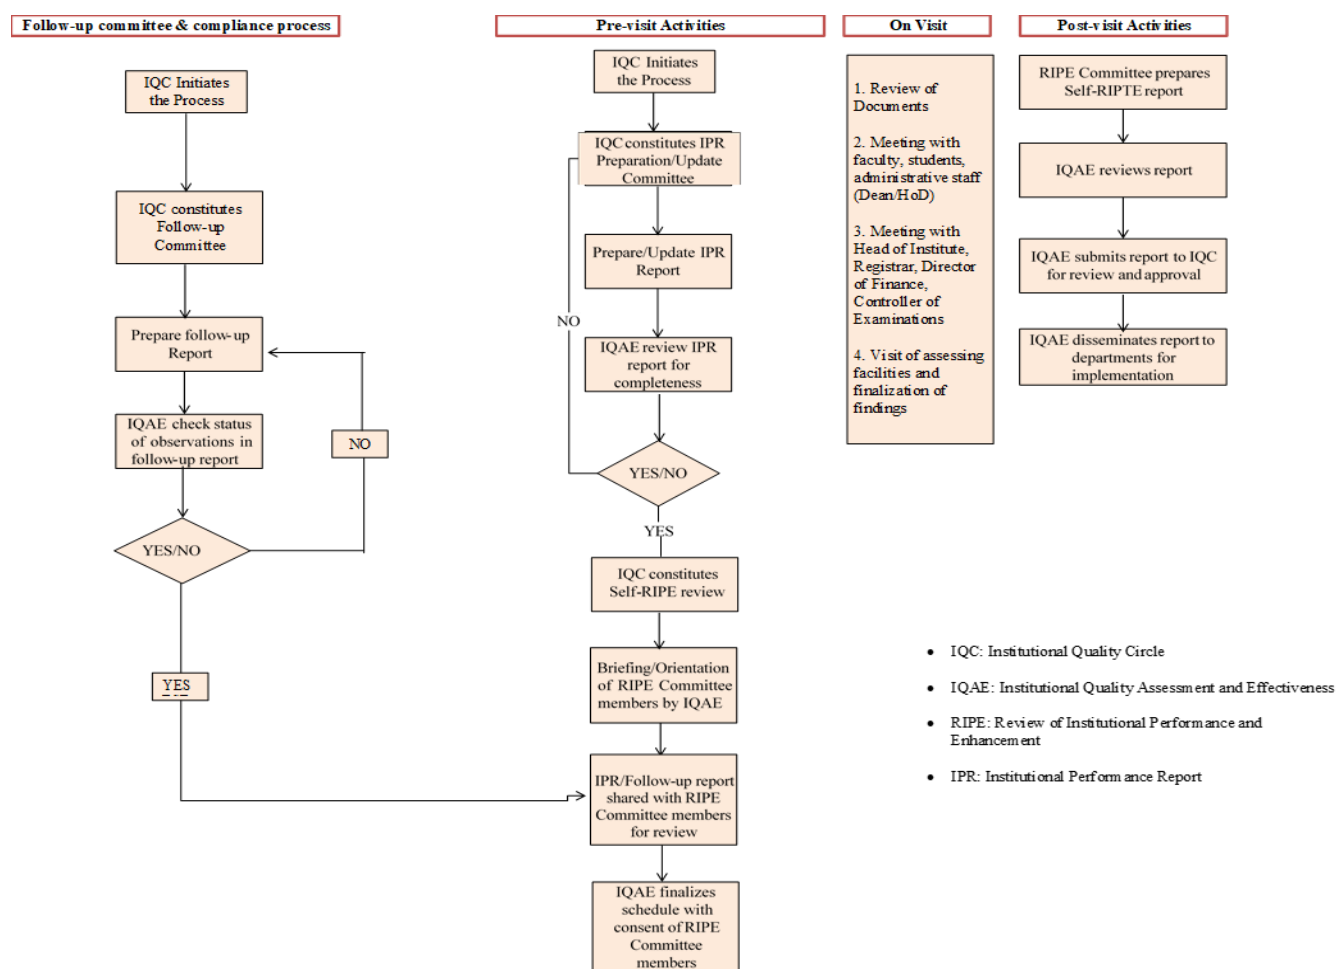 Follow-up committee & compliance process
IQC Initiates
the Process
IQC constitutes
Follow-up
Committee
Prepare follow-up
Report
IQAE check status
of observations in
follow-up report
NO
YES/NO
YES
Pre-visit Activities
IQC Initiates
the Process
IQC constitutes IPR
Preparation/Update
Committee
Prepare/Update IPR
Report
NO
IQAE review IPR
report for
completeness
YES/NO
YES
IQC constitutes
Self-RIPE review
Briefing/Orientation
of RIPE Committee
members by IQAE
IPR/Follow-up report
shared with RIPE
Committee members
for review
IQAE finalizes
schedule with
consent of RIPE
Committee
members
On Visit
1. Review of
Documents
2. Meeting with
faculty, students,
administrative staff
(Dean/HoD)
3. Meeting with
Head of Institute,
Registrar, Director
of Finance,
Controller of
Examinations
4. Visit of assessing
facilities and
finalization of
findings
Post-visit Activities
RIPE Committee prepares
Self-RIPTE report
IQAE reviews report
IQAE submits report to IQC
for review and approval
IQAE disseminates report to
departments for
implementation
• IQC: Institutional Quality Circle
• IQAE: Institutional Quality Assessment and Effectiveness
• RIPE: Review of Institutional Performance and
Enhancement
• IPR: Institutional Performance Report